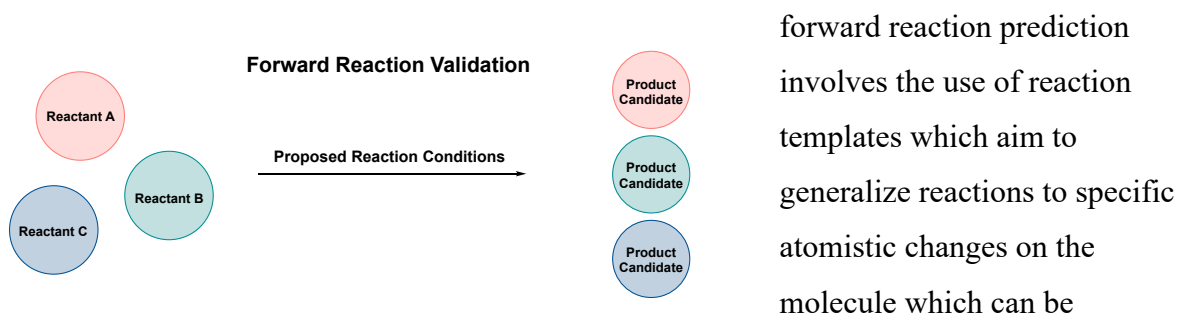 Forward Reaction Validation
Reactant A
Reactant B
Reactant C
Proposed Reaction Conditions
Product
Candidate
Product
Candidate
Product
Candidate
forward reaction prediction
involves the use of reaction
templates which aim to
generalize reactions to specific
atomistic changes on the
molecule which can be